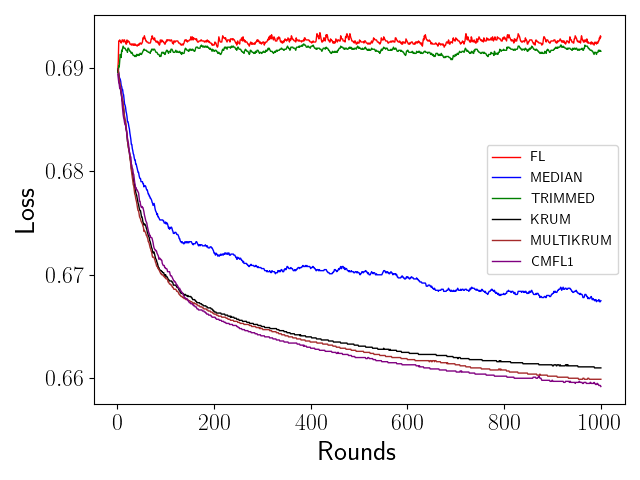 0.69
0.68
0.67
0.66
Loss
FL
MEDIAN
TRIMMED
KRUM
MULTIKRUM
CMFL1
0
200
400
600
800
1000
Rounds